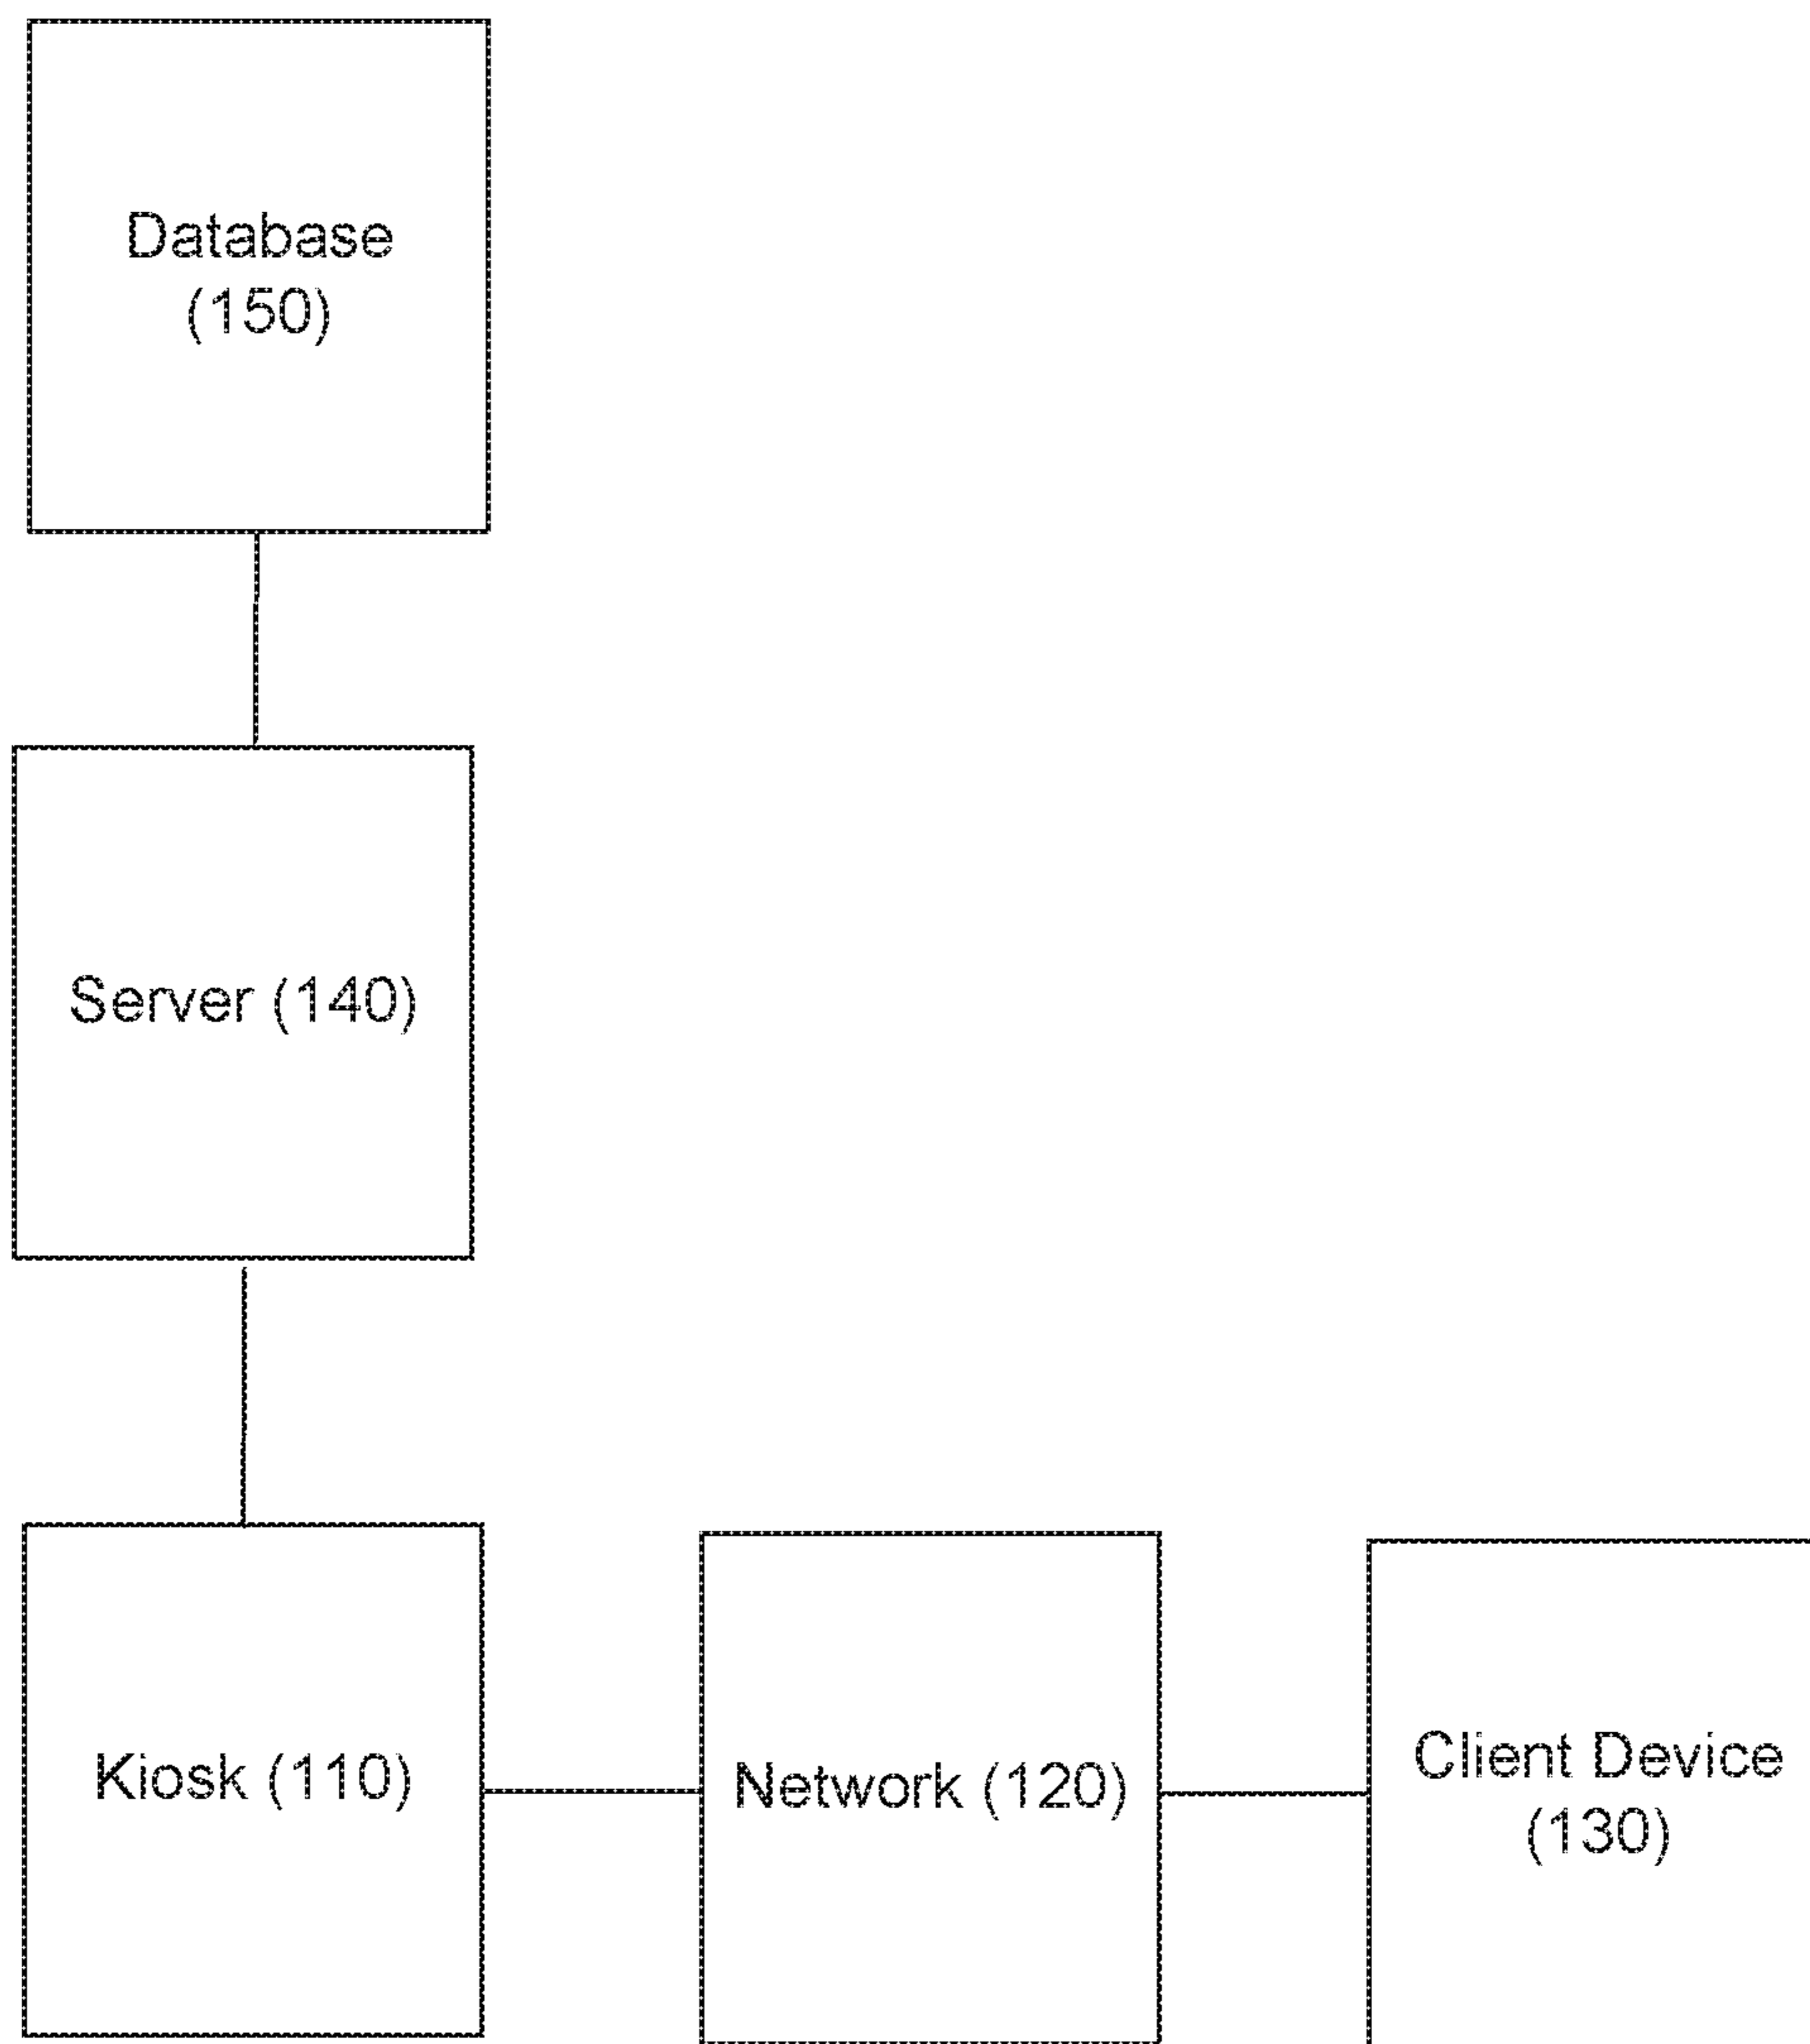 Database
(150)
Server (140)
Kiosk (110)
Network (120)
Client Device
(130)